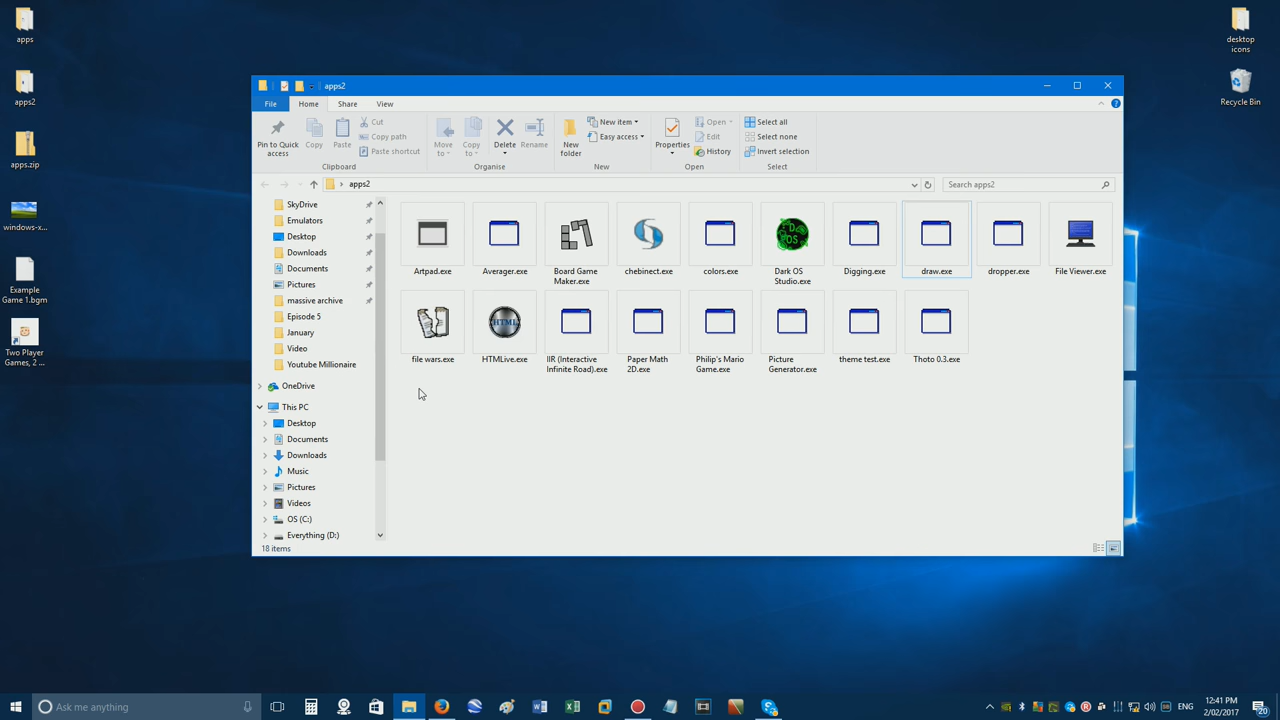 apps
apps2
apps.zip
windows-x...
Example
Game 1.bgm
Two Player
Games, 2 ...
desktop
icons
Recycle Bin
apps2
File
Home
Share
View
Pin to Quick
access
Copy
Paste
Cut
Copy path
Paste shortcut
Clipboard
Move
to
Copy
to
Delete
Rename
Organise
New
folder
New item
Easy access
New
Properties
Open
Edit
History
Open
Select all
Select none
Invert selection
Select
apps2
Search apps2
SkyDrive
Emulators
Desktop
Downloads
Documents
Pictures
massive archive
Episode 5
January
Video
Youtube Millionaire
OneDrive
This PC
Desktop
Documents
Downloads
Music
Pictures
Videos
OS (C:)
Everything (D:)
Artpad.exe
Averager.exe
Board Game
Maker.exe
chebinect.exe
colors.exe
Dark OS
Studio.exe
Digging.exe
draw.exe
dropper.exe
File Viewer.exe
file wars.exe
HTML
HTMLive.exe
IIR (Interactive
Infinite Road).exe
Paper Math
2D.exe
Philip's Mario
Game.exe
Picture
Generator.exe
theme test.exe
Thoto 0.3.exe
18 items
Ask me anything
ENG
12:41 PM
2/02/2017
20